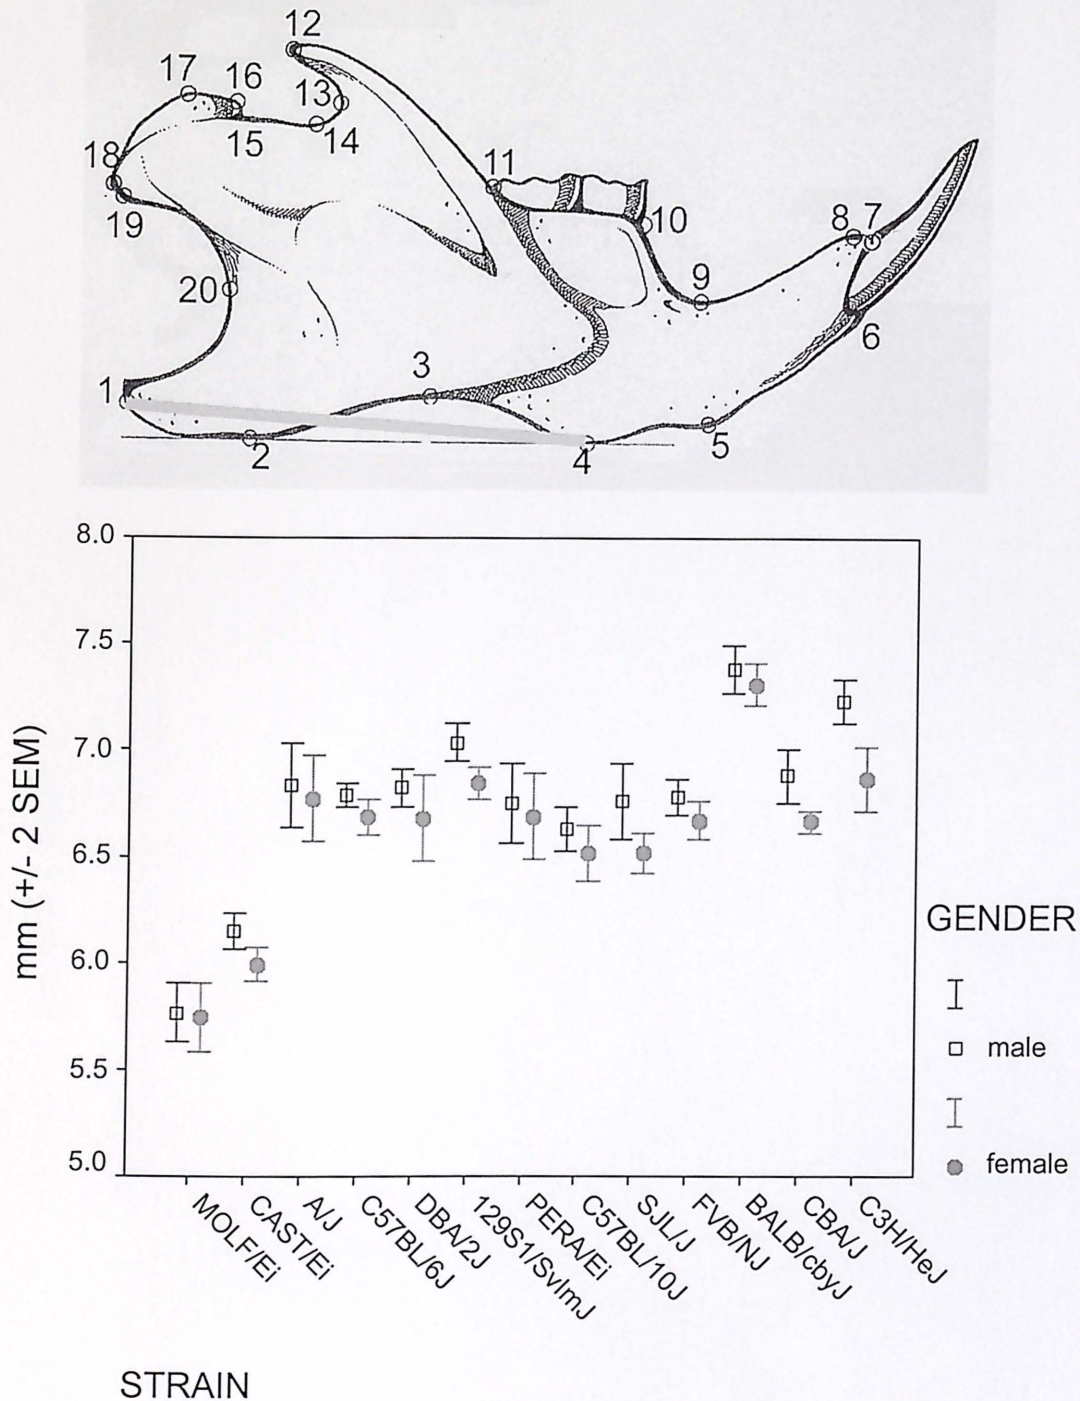 12
17
16
13
15
14
18
11
19
10
8
7
20
9
6
3
1
5
2
4
8.0
7.5
7.0
6.5
6.0
5.5
5.0
mm (+/- 2 SEM)
GENDER
male
female
MOLF/Ei
CAST/Ei
A/J
C57BL/6J
DBA/2J
129S1/SvImJ
PERA/Ei
C57BL/10J
SJL/J
FVB/NJ
BALB/cbyJ
CBA/J
C3H/HeJ
STRAIN